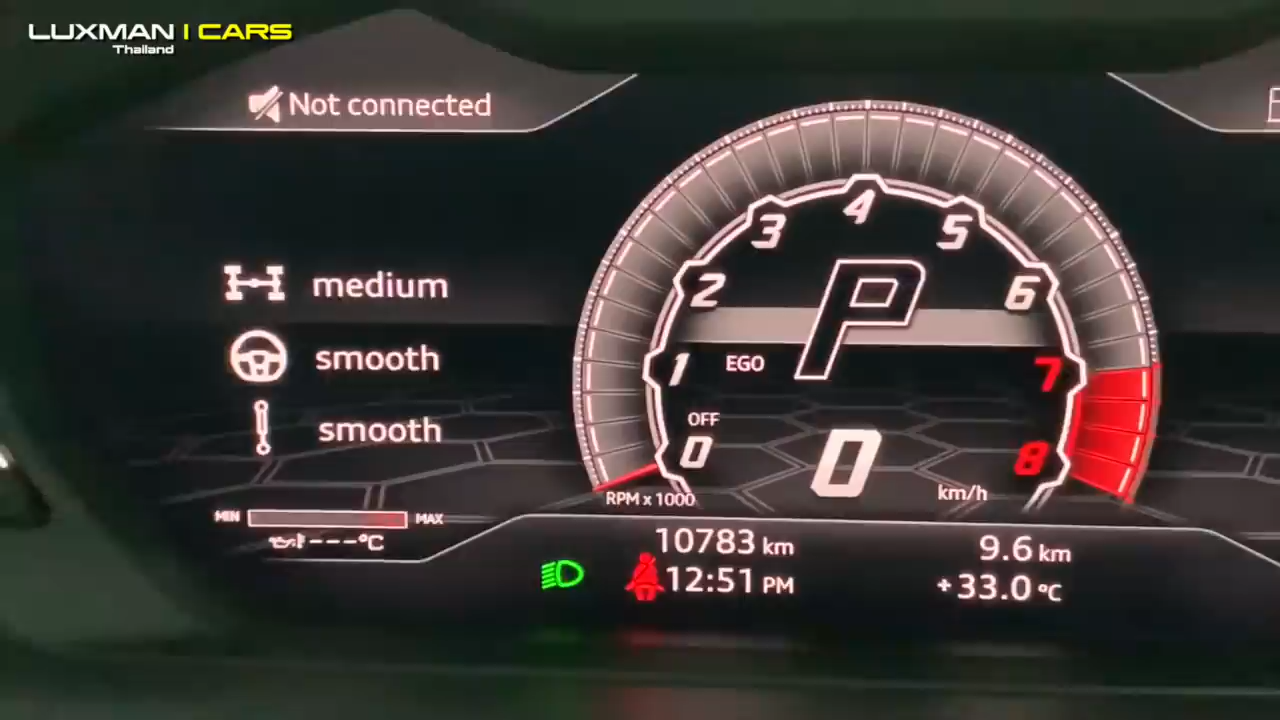 LUXMAN | CARS
Thailand
Not connected
medium
smooth
smooth
MIN MAX
---°C
0 1 2 3 4 5 6 7 8
P
EGO
OFF
0
RPM x 1000
km/h
10783 km
9.6 km
12:51 PM
+33.0 °C